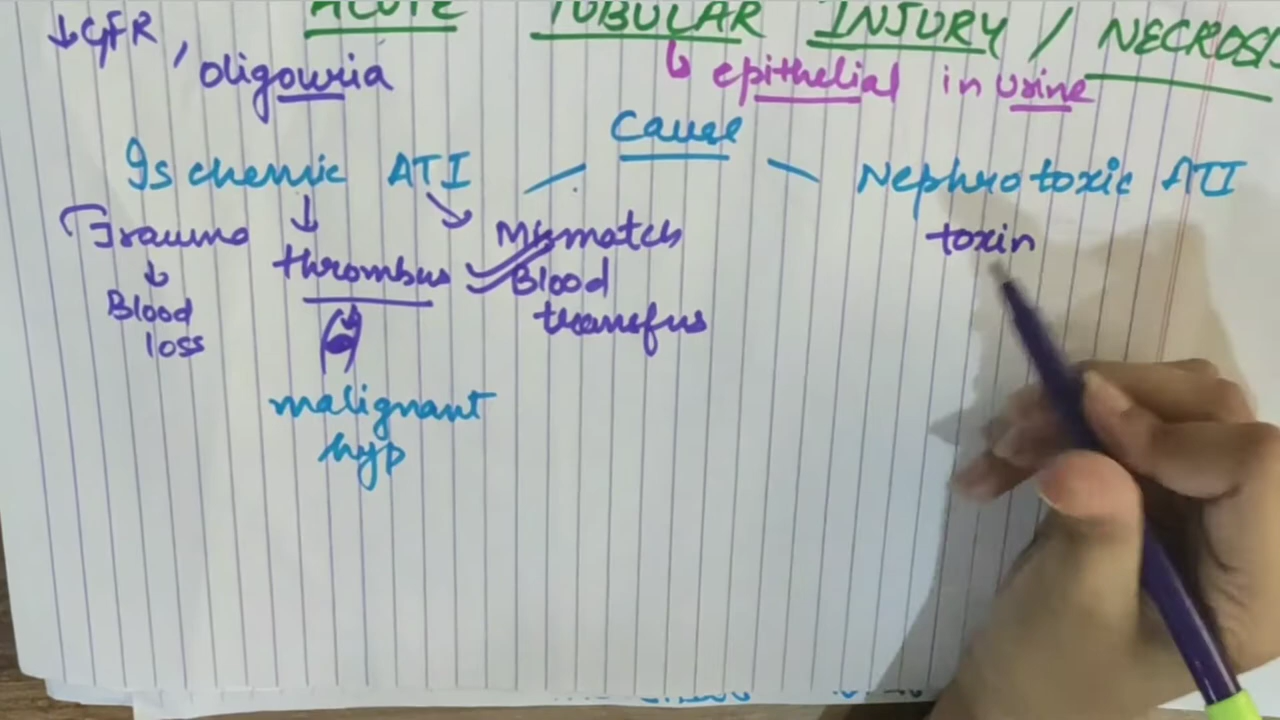 ACUTE TUBULAR INJURY / NECROSIS
↓GFR, oligouria
↳ epithelial in urine
Cause
Ischemic ATI
Nephrotoxic ATI
Trauma
↓
Blood
loss
thrombus
malignant
hyp
Mismatch
Blood
transfus
toxin